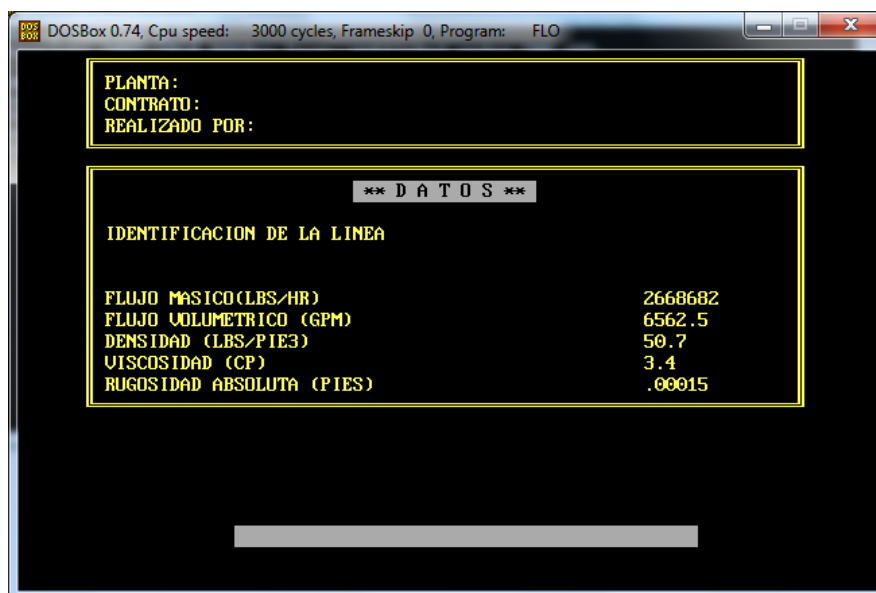 DOSBox 0.74, Cpu speed: 3000 cycles, Frameskip 0, Program: FLO
PLANTA:
CONTRATO:
REALIZADO POR:
** D A T O S **
IDENTIFICACION DE LA LINEA
FLUJO MASICO(LBS/HR) 2668682
FLUJO VOLUMETRICO (GPM) 6562.5
DENSIDAD (LBS/PIE3) 50.7
VISCOSIDAD (CP) 3.4
RUGOSIDAD ABSOLUTA (PIES) .00015